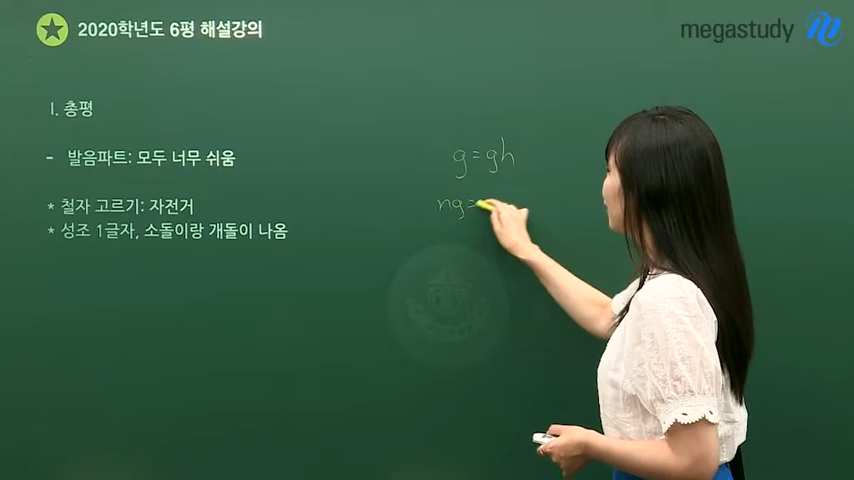 2020학년도 6평 해설강의
megastudy
Ⅰ. 총평
- 발음파트: 모두 너무 쉬움
* 철자 고르기: 자전거
* 성조 1글자, 소돌이랑 개돌이 나옴
g=gh
ng=